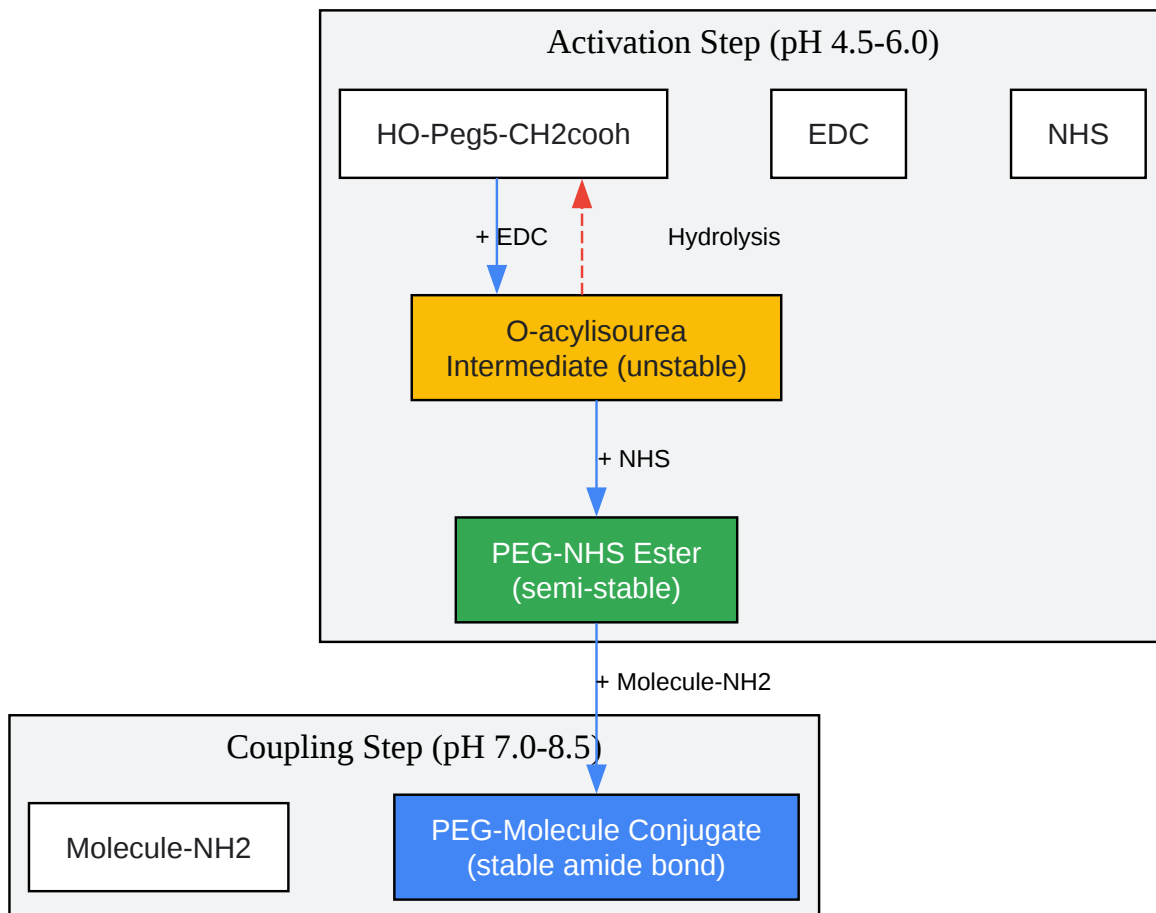 Activation Step (pH 4.5-6.0)
HO-Peg5-CH2cooh
EDC
NHS
+ EDC
Hydrolysis
O-acylisourea
Intermediate (unstable)
+ NHS
PEG-NHS Ester
(semi-stable)
+ Molecule-NH2
Coupling Step (pH 7.0-8.5)
Molecule-NH2
PEG-Molecule Conjugate
(stable amide bond)